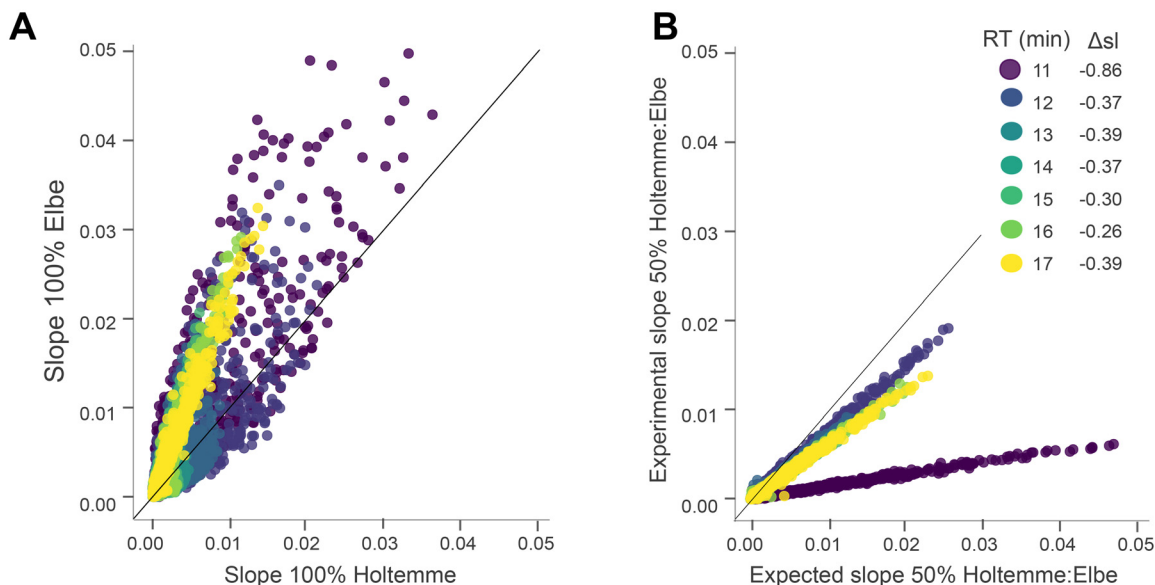 A
0.05
0.04
0.03
0.02
0.01
0.00
Slope 100% Elbe
0.00 0.01 0.02 0.03 0.04 0.05
Slope 100% Holtemme
B
0.05
0.04
0.03
0.02
0.01
0.00
Experimental slope 50% Holtemme:Elbe
0.00 0.01 0.02 0.03 0.04 0.05
Expected slope 50% Holtemme:Elbe
RT (min) Δsl
11 -0.86
12 -0.37
13 -0.39
14 -0.37
15 -0.30
16 -0.26
17 -0.39